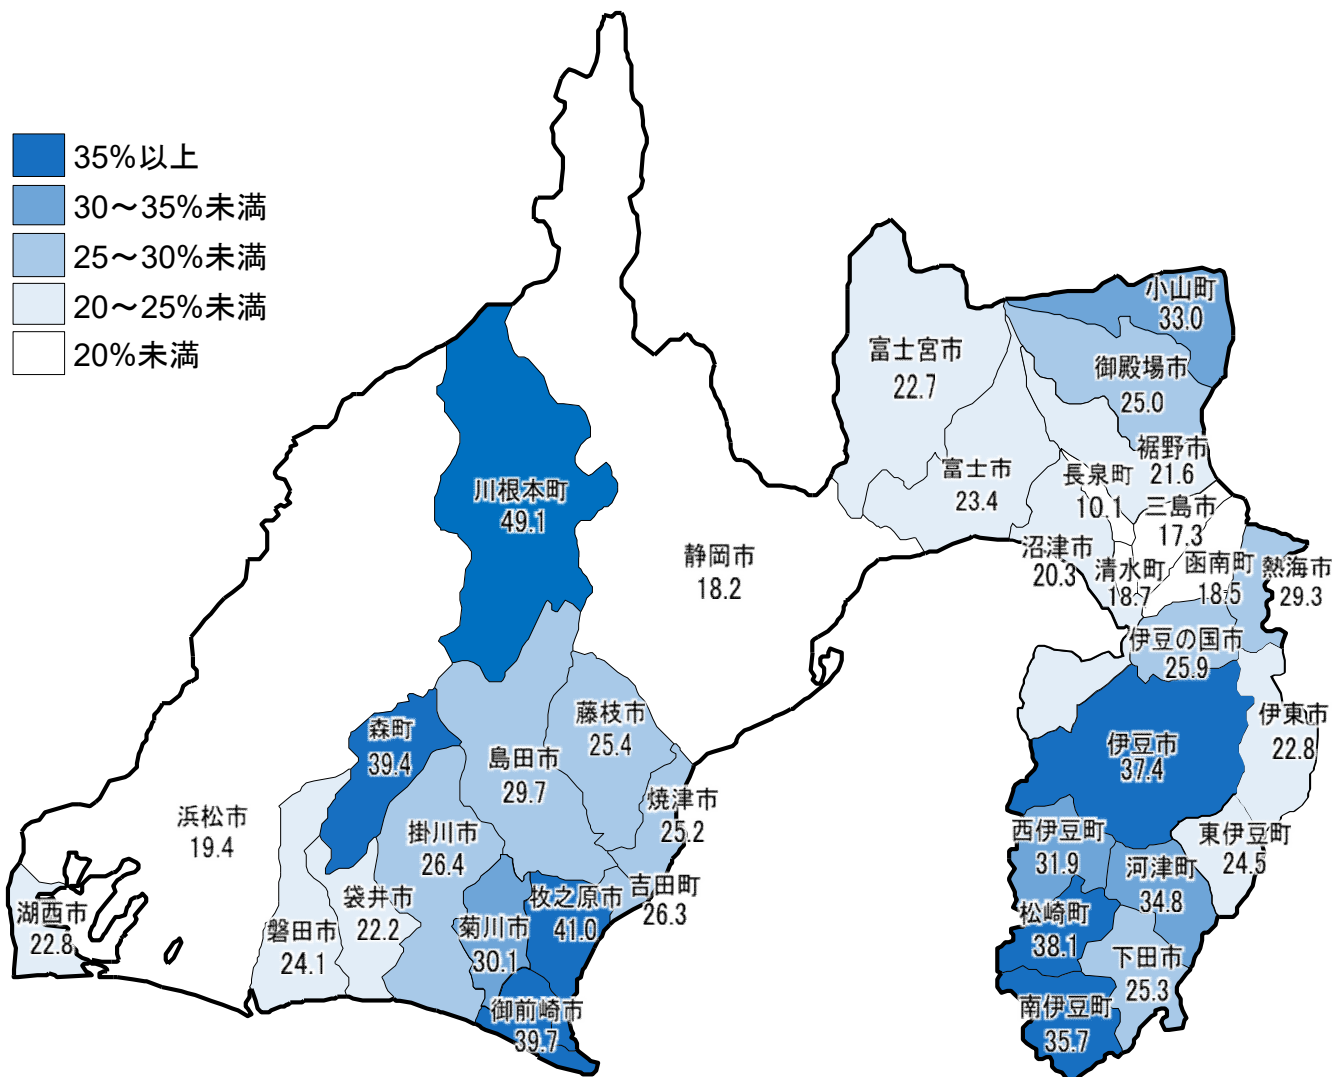 35%以上
30～35%未満
25～30%未満
20～25%未満
20%未満
小山町
33.0
富士宮市
22.7
御殿場市
25.0
裾野市
21.6
富士市
23.4
長泉町
10.1
三島市
17.3
川根本町
49.1
静岡市
18.2
沼津市
20.3
清水町
18.7
函南町
18.5
熱海市
29.3
伊豆の国市
25.9
藤枝市
25.4
森町
39.4
島田市
29.7
伊豆市
37.4
伊東市
22.8
焼津市
25.2
浜松市
19.4
掛川市
26.4
西伊豆町
31.9
東伊豆町
24.5
河津町
34.8
吉田町
26.3
牧之原市
41.0
袋井市
22.2
湖西市
22.8
磐田市
24.1
菊川市
30.1
松崎町
38.1
下田市
25.3
御前崎市
39.7
南伊豆町
35.7